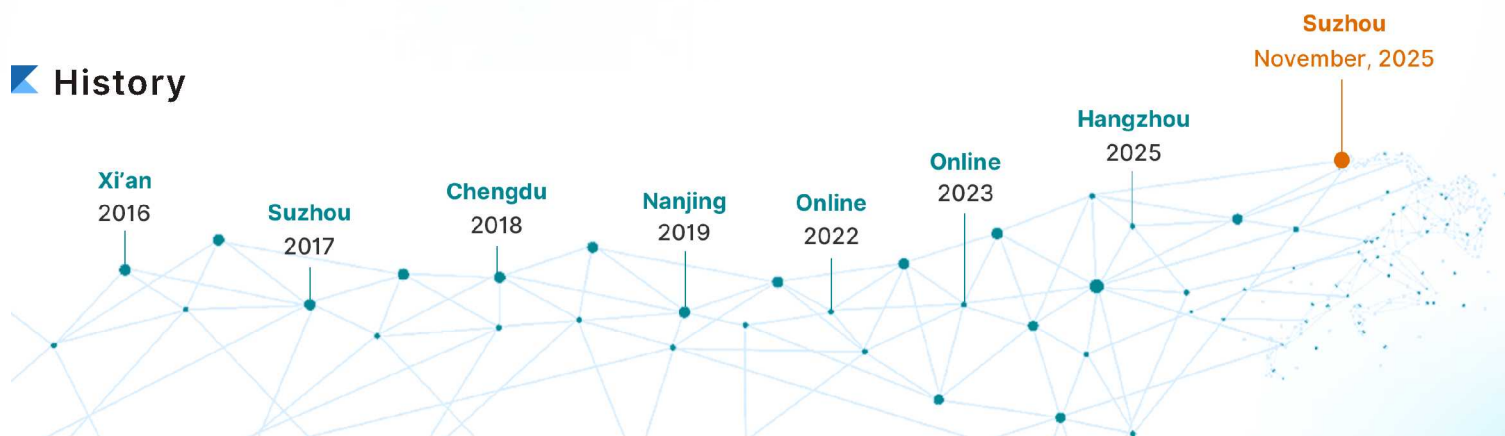 History
Xi'an
2016
Suzhou
2017
Chengdu
2018
Nanjing
2019
Online
2022
Online
2023
Hangzhou
2025
Suzhou
November, 2025